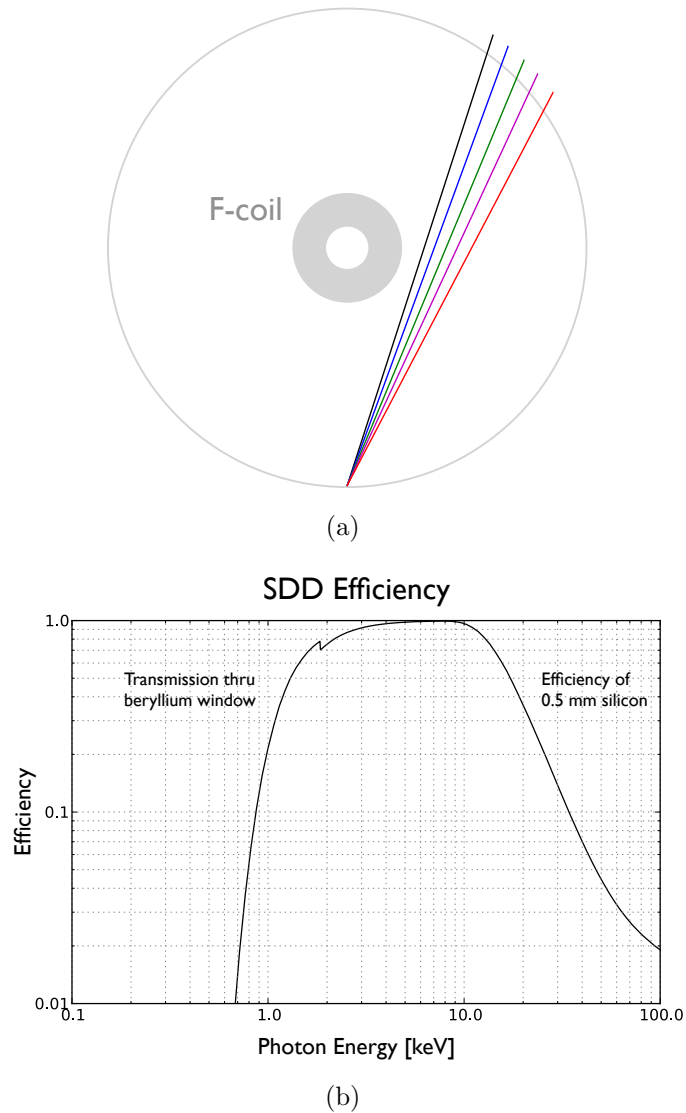 F-coil
(a)
SDD Efficiency
1.0
Transmission thru
beryllium window
Efficiency of
0.5 mm silicon
Efficiency
0.1
0.01
0.1
1.0
10.0
100.0
Photon Energy [keV]
(b)